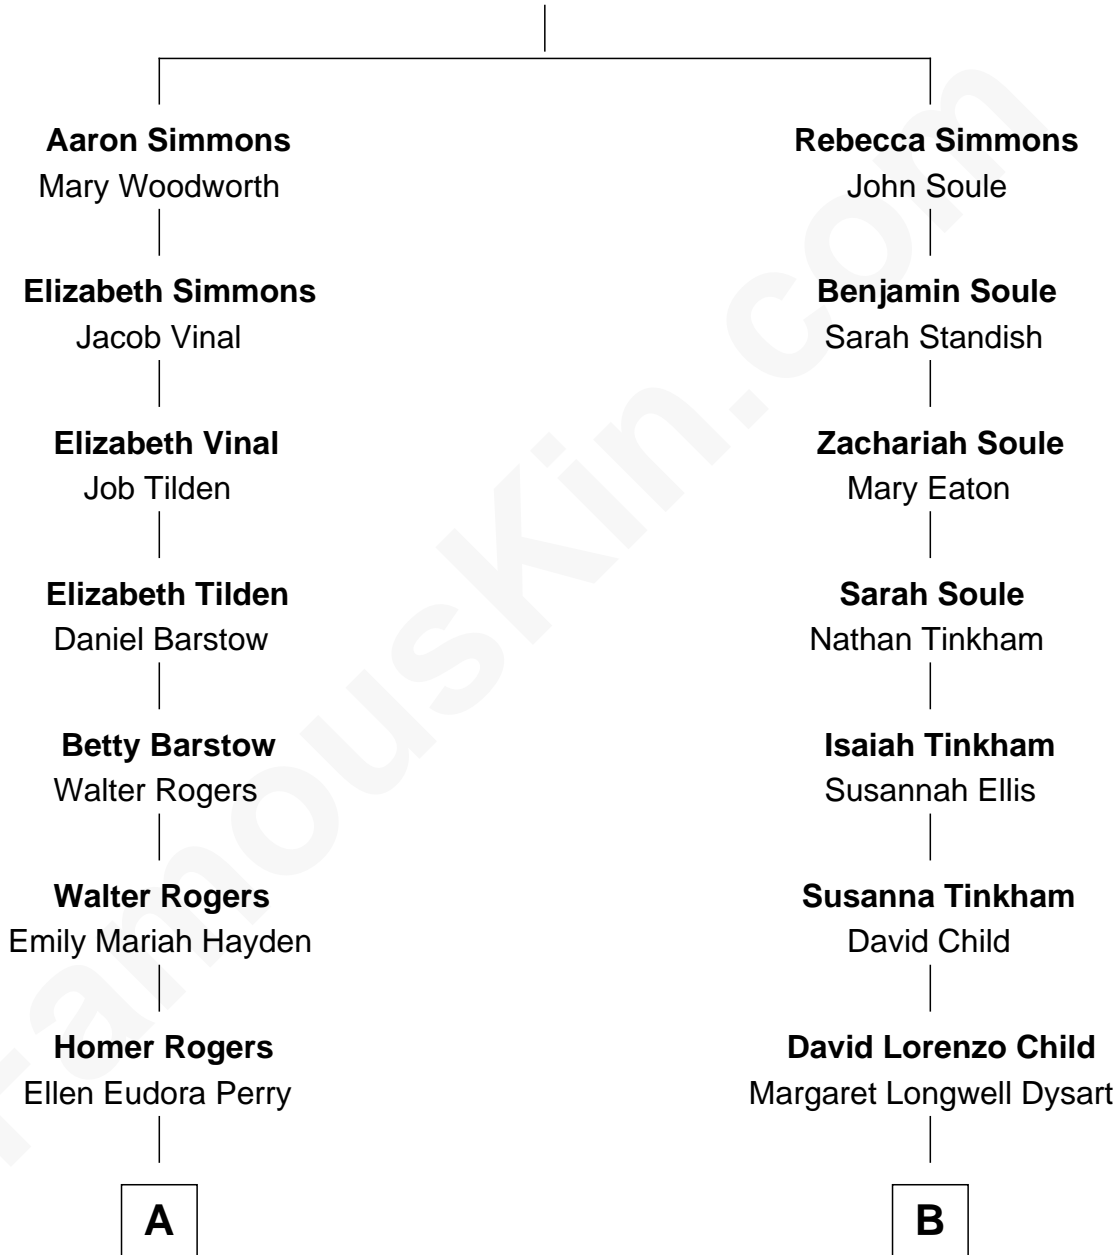 Aaron Simmons
Mary Woodworth
Rebecca Simmons
John Soule
Elizabeth Simmons
Jacob Vinal
Benjamin Soule
Sarah Standish
Elizabeth Vinal
Job Tilden
Zachariah Soule
Mary Eaton
Elizabeth Tilden
Daniel Barstow
Sarah Soule
Nathan Tinkham
Betty Barstow
Walter Rogers
Isaiah Tinkham
Susannah Ellis
Walter Rogers
Emily Mariah Hayden
Susanna Tinkham
David Child
Homer Rogers
Ellen Eudora Perry
David Lorenzo Child
Margaret Longwell Dysart
A
B
FamousKin.com